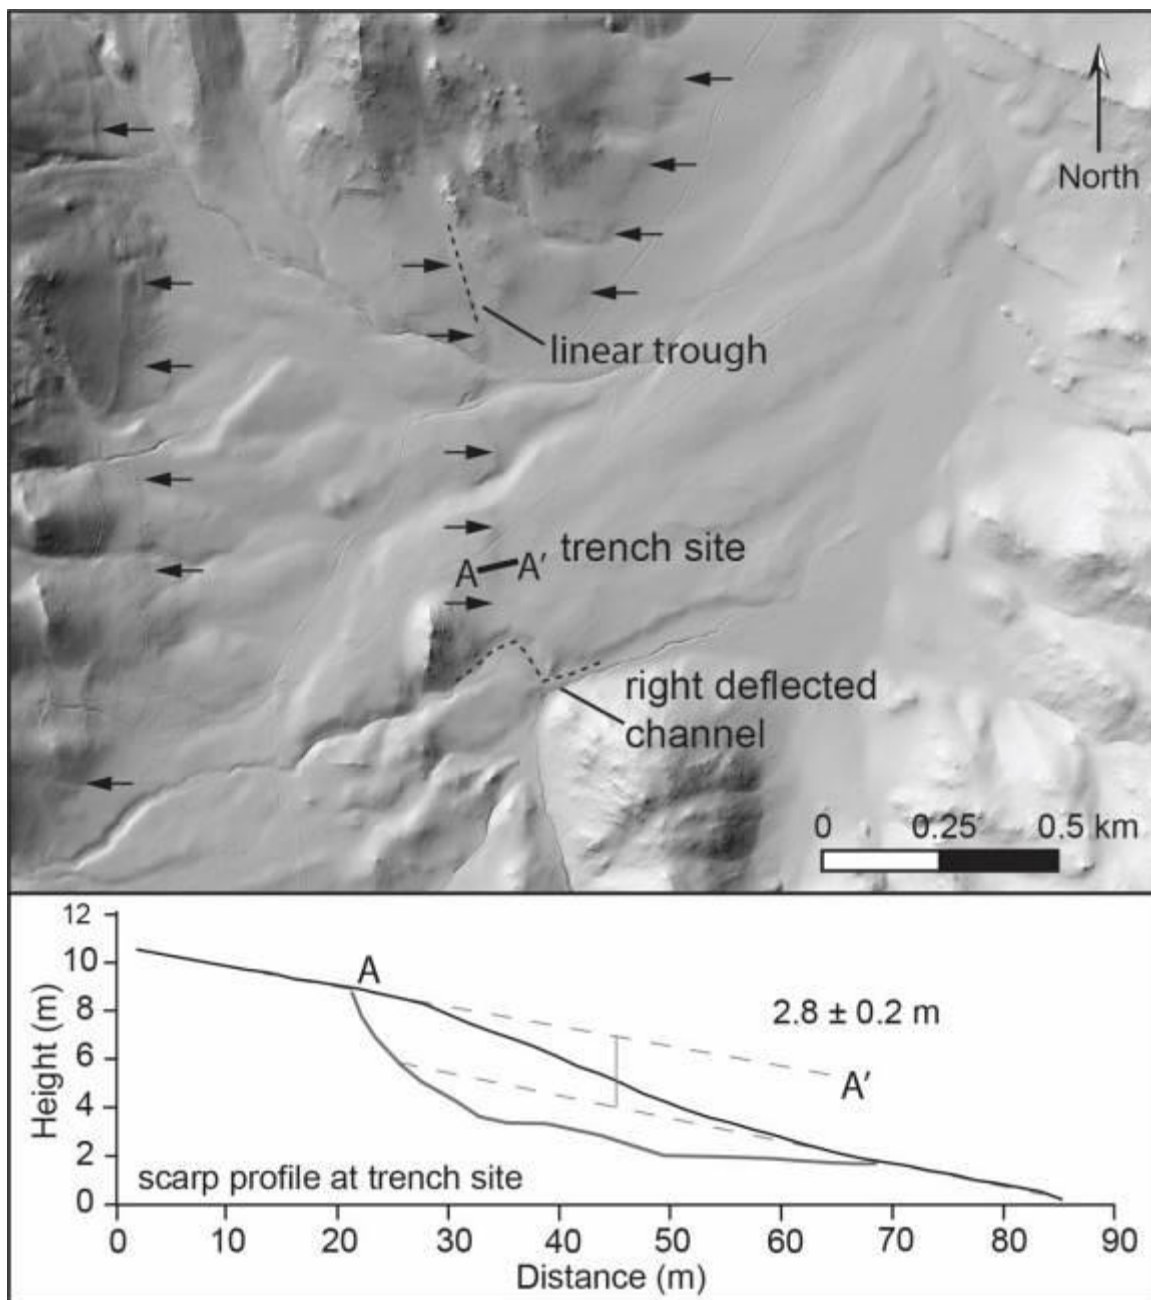 North
linear trough
A A' trench site
right deflected
channel
0 0.25 0.5 km
12
10
8
6
4
2
0
Height (m)
A
2.8 ± 0.2 m
A'
scarp profile at trench site
0 10 20 30 40 50 60 70 80 90
Distance (m)